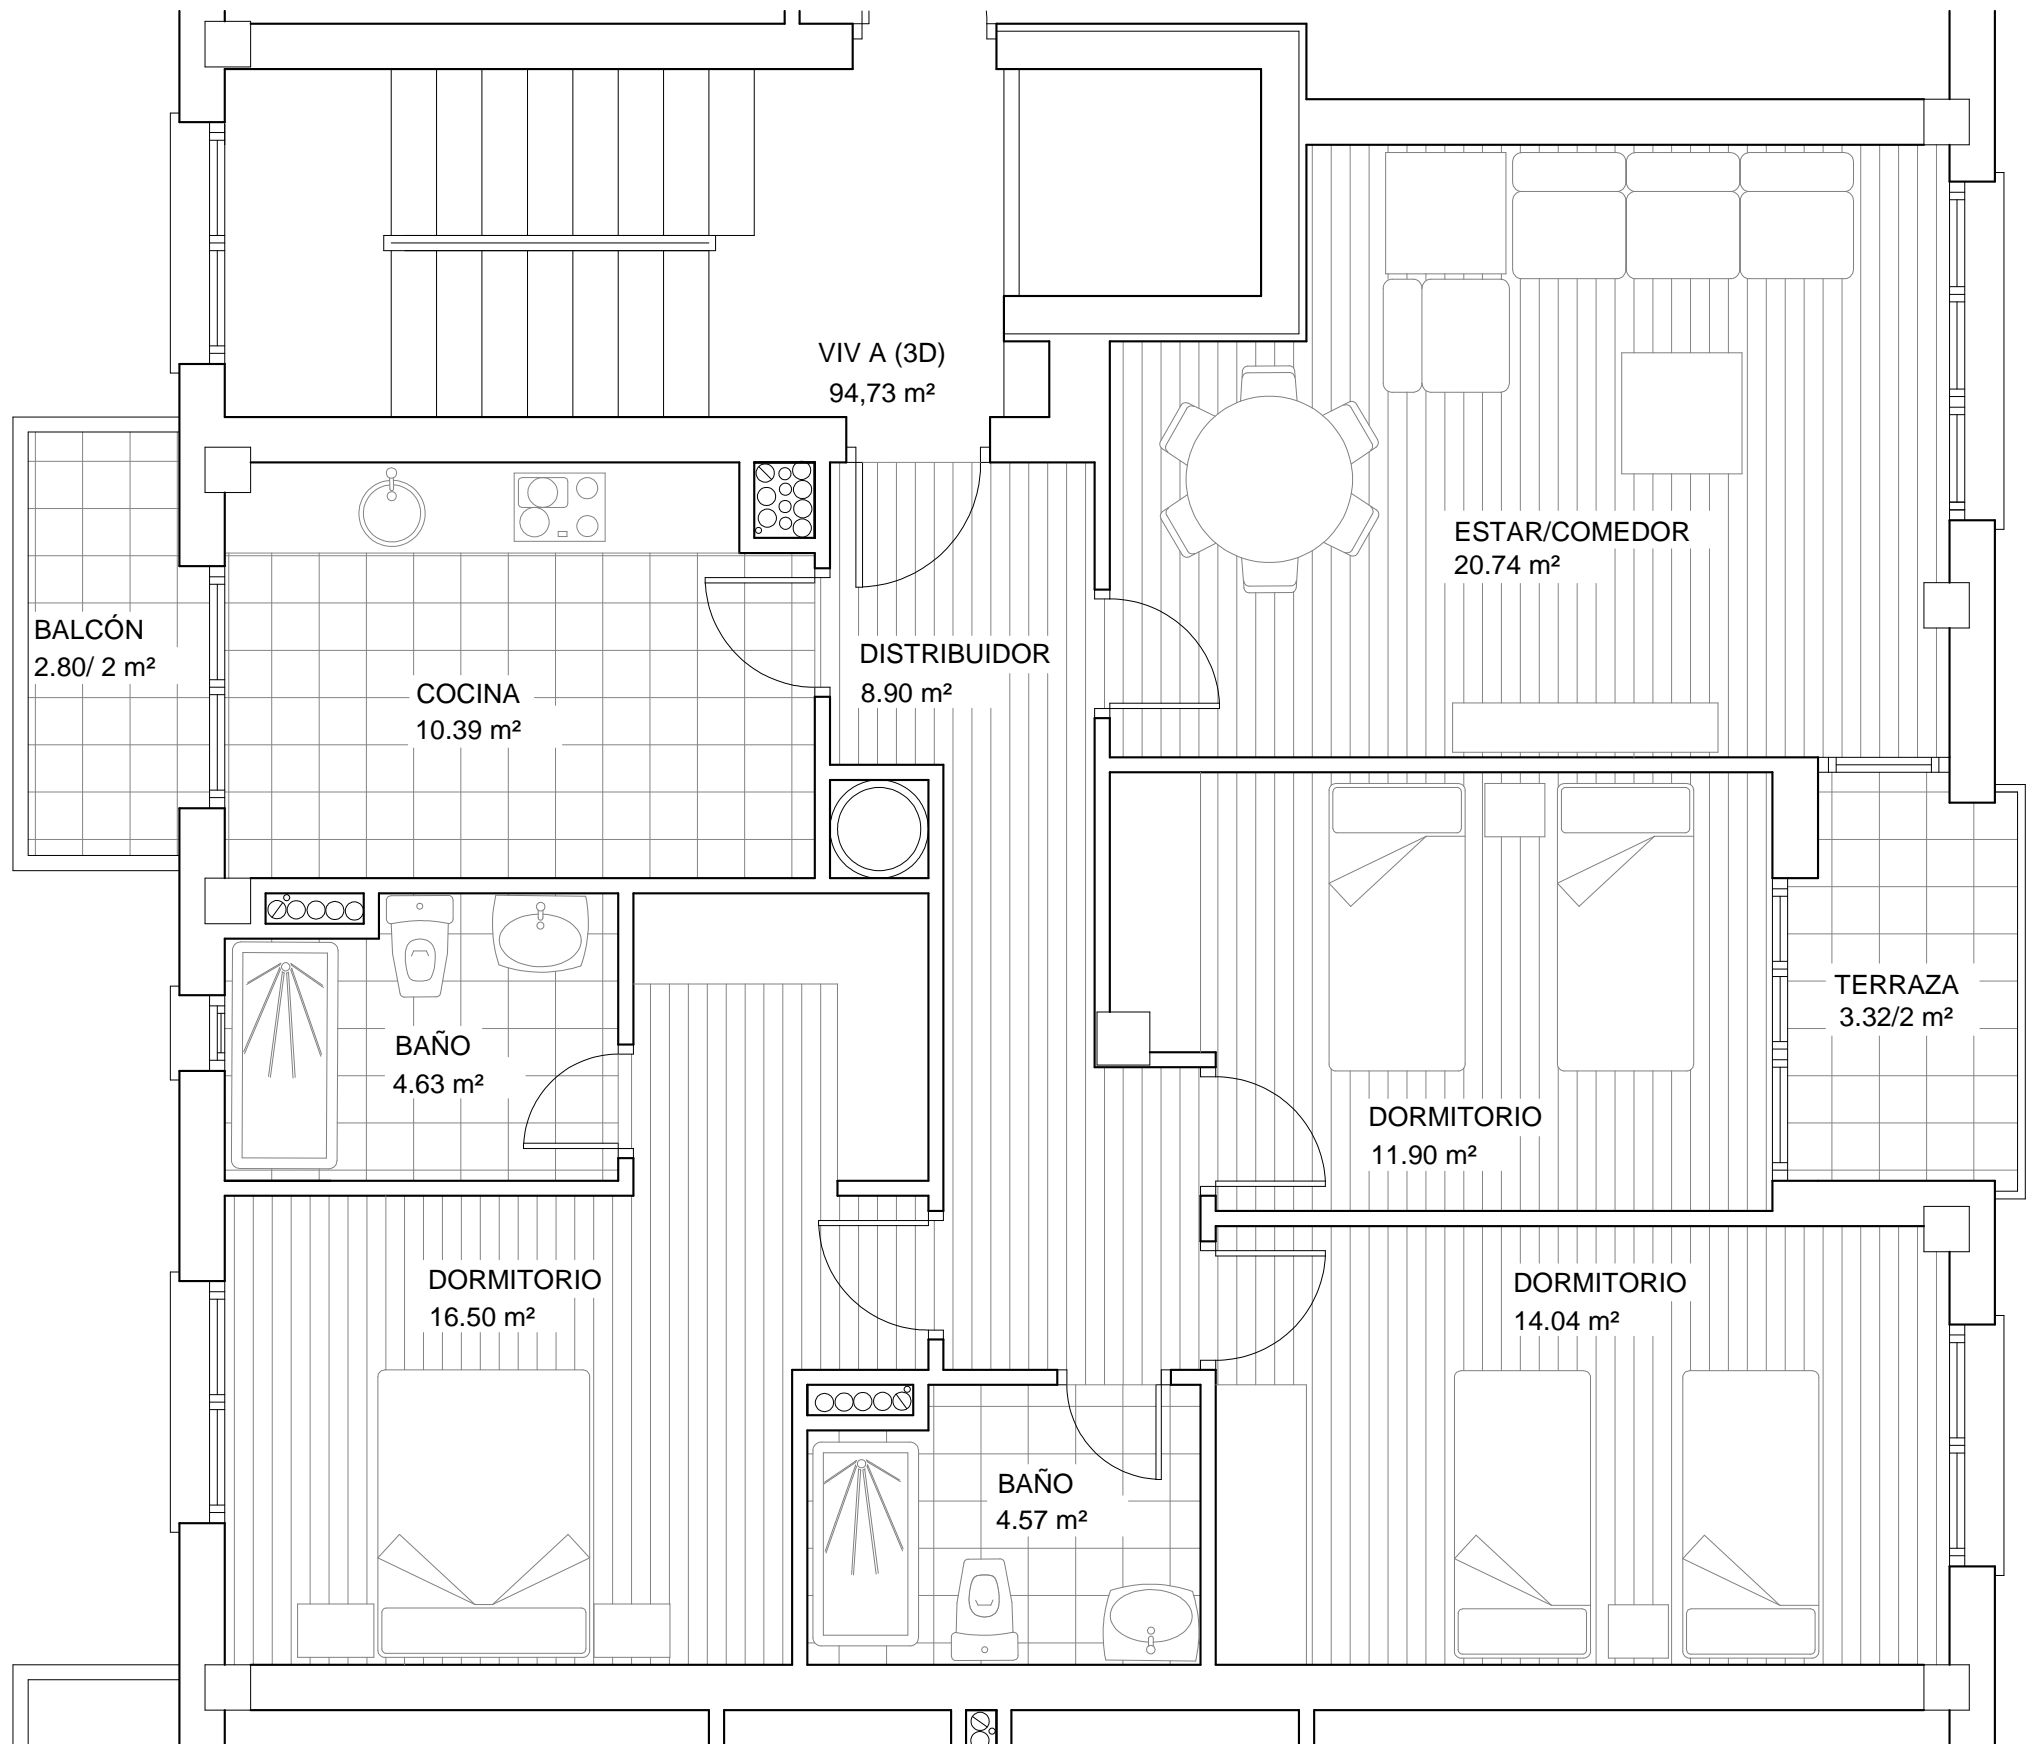 VIV A (3D)
94,73 m²
ESTAR/COMEDOR
20.74 m²
BALCÓN
2.80/ 2 m²
DISTRIBUIDOR
8.90 m²
COCINA
10.39 m²
TERRAZA
3.32/2 m²
BAÑO
4.63 m²
DORMITORIO
11.90 m²
DORMITORIO
16.50 m²
DORMITORIO
14.04 m²
BAÑO
4.57 m²